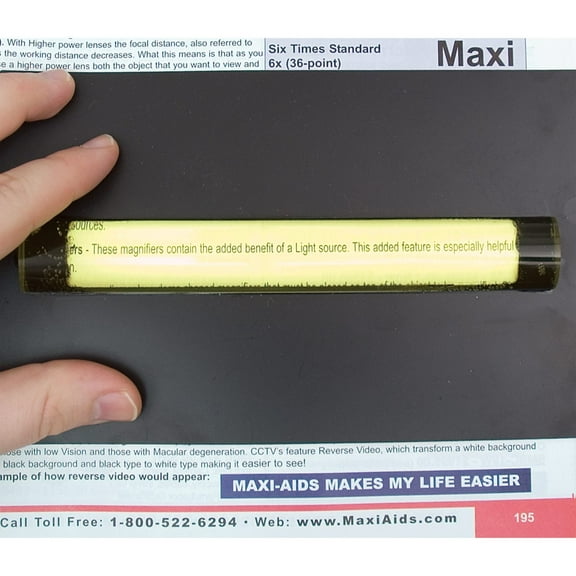 ). With Higher power lenses the focal distance, also referred to
s the working distance decreases. What this means is that as you
se a higher power lens both the object that you want to view and
Six Times Standard
6x (36-point)
Maxi
sources.
ers - These magnifiers contain the added benefit of a Light source. This added feature is especially helpful
n.
ose with low Vision and those with Macular degeneration. CCTV's feature Reverse Video, which transform a white background
black background and black type to white type making it easier to see!
ample of how reverse video would appear:
MAXI-AIDS MAKES MY LIFE EASIER
Call Toll Free: 1-800-522-6294 • Web: www.MaxiAids.com
195